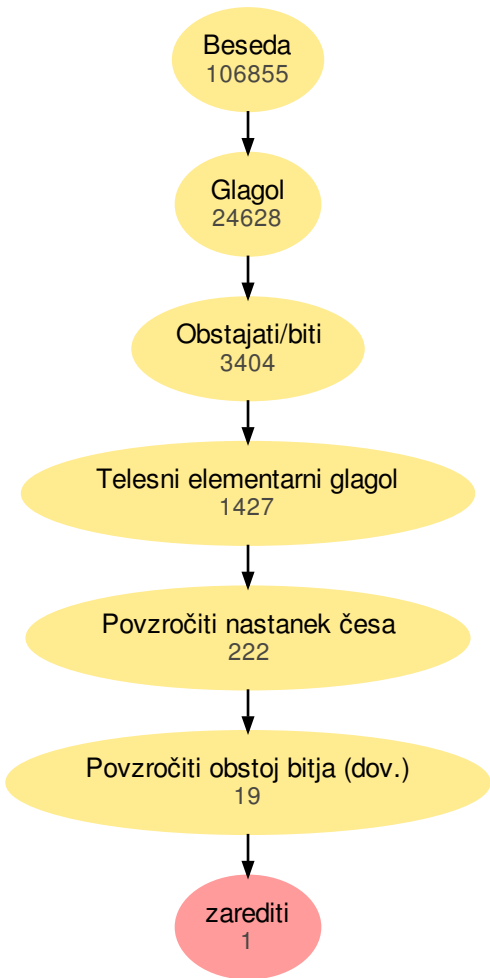 Beseda
106855
Glagol
24628
Obstajati/biti
3404
Telesni elementarni glagol
1427
Povzročiti nastanek česa
222
Povzročiti obstoj bitja (dov.)
19
zarediti
1